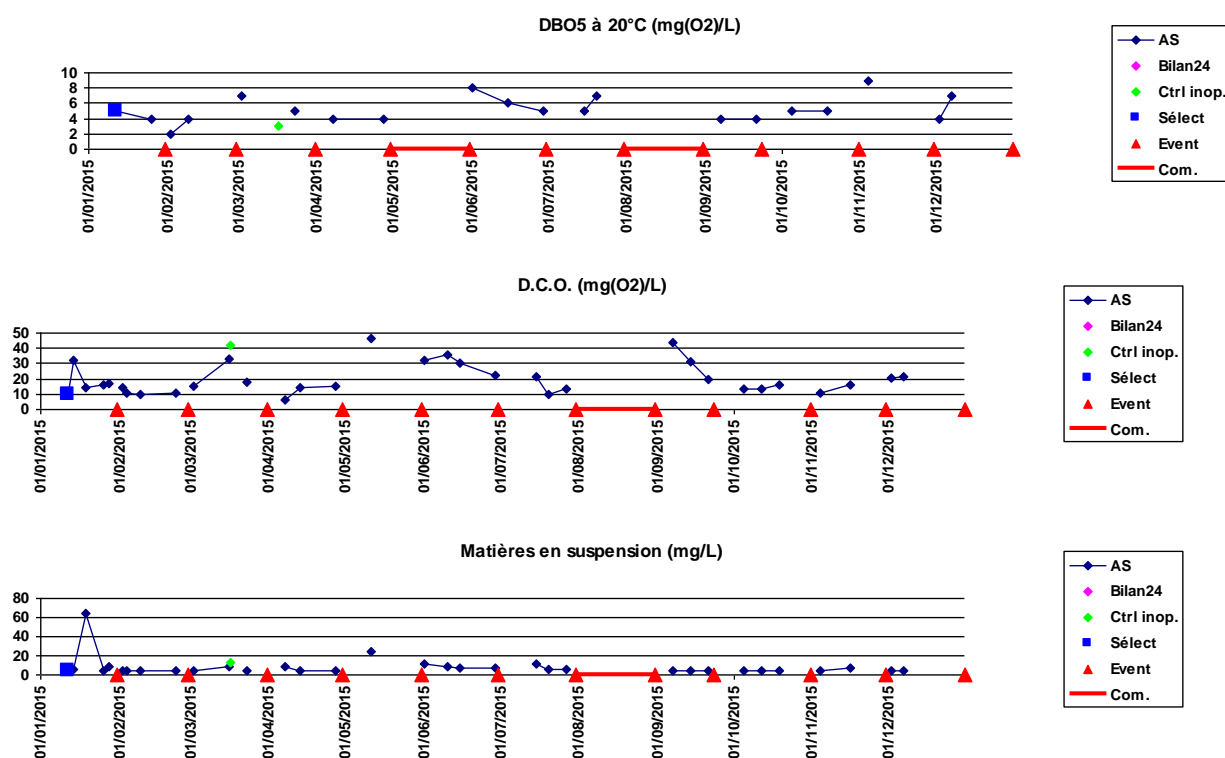 DBO5 à 20°C (mg(O2)/L)
10
8
6
4
2
0
01/01/2015
01/02/2015
01/03/2015
01/04/2015
01/05/2015
01/06/2015
01/07/2015
01/08/2015
01/09/2015
01/10/2015
01/11/2015
01/12/2015
AS
Bilan24
Ctrl inop.
Sélect
Event
Com.
D.C.O. (mg(O2)/L)
50
40
30
20
10
0
01/01/2015
01/02/2015
01/03/2015
01/04/2015
01/05/2015
01/06/2015
01/07/2015
01/08/2015
01/09/2015
01/10/2015
01/11/2015
01/12/2015
AS
Bilan24
Ctrl inop.
Sélect
Event
Com.
Matières en suspension (mg/L)
80
60
40
20
0
01/01/2015
01/02/2015
01/03/2015
01/04/2015
01/05/2015
01/06/2015
01/07/2015
01/08/2015
01/09/2015
01/10/2015
01/11/2015
01/12/2015
AS
Bilan24
Ctrl inop.
Sélect
Event
Com.